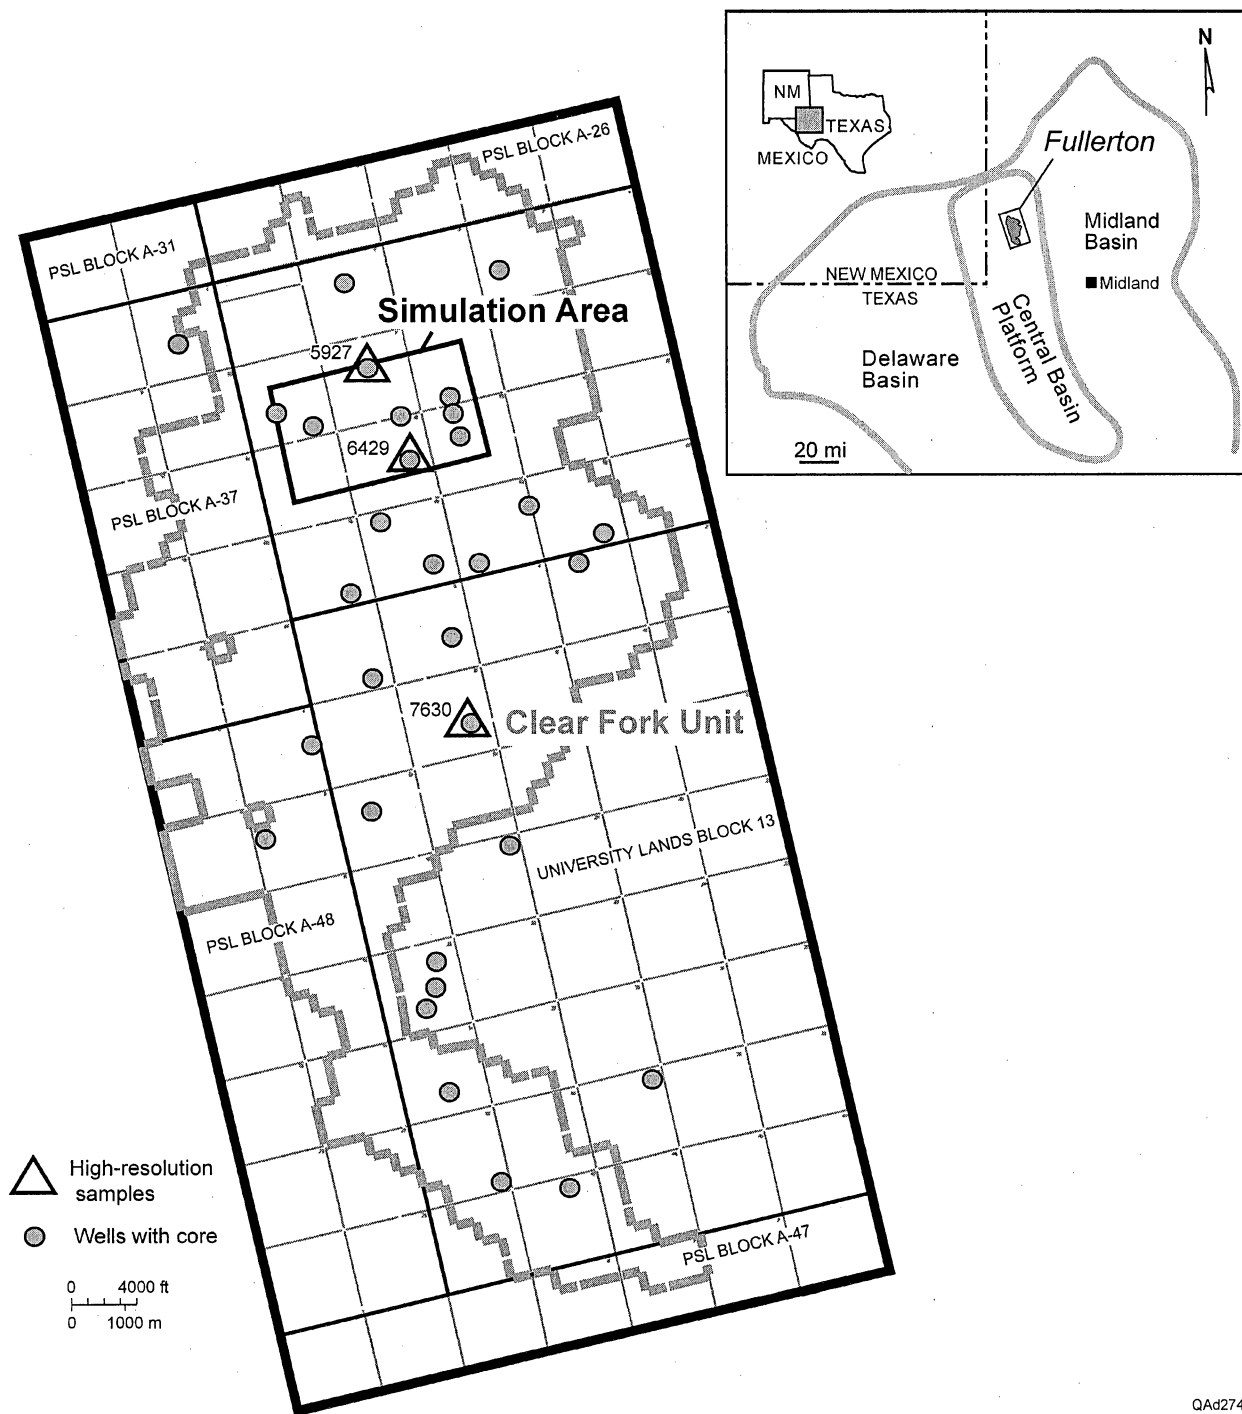 N
NM
TEXAS
MEXICO
Fullerton
Midland
Basin
Midland
NEW MEXICO
TEXAS
Central Basin
Platform
Delaware
Basin
20 mi
PSL BLOCK A-26
PSL BLOCK A-31
Simulation Area
5927
6429
PSL BLOCK A-37
7630
Clear Fork Unit
UNIVERSITY LANDS BLOCK 13
PSL BLOCK A-48
PSL BLOCK A-47
High-resolution
samples
Wells with core
0 4000 ft
0 1000 m
QAd274